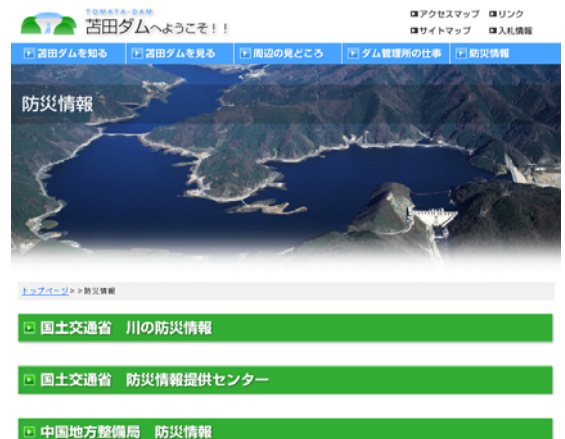 TOMATA-DAM
苫田ダムへようこそ!!
アクセスマップ リンク
サイトマップ 入札情報
苫田ダムを知る 苫田ダムを見る 周辺の見どころ ダム管理所の仕事 防災情報
防災情報
トップページ>>防災情報
国土交通省 川の防災情報
国土交通省 防災情報提供センター
中国地方整備局 防災情報